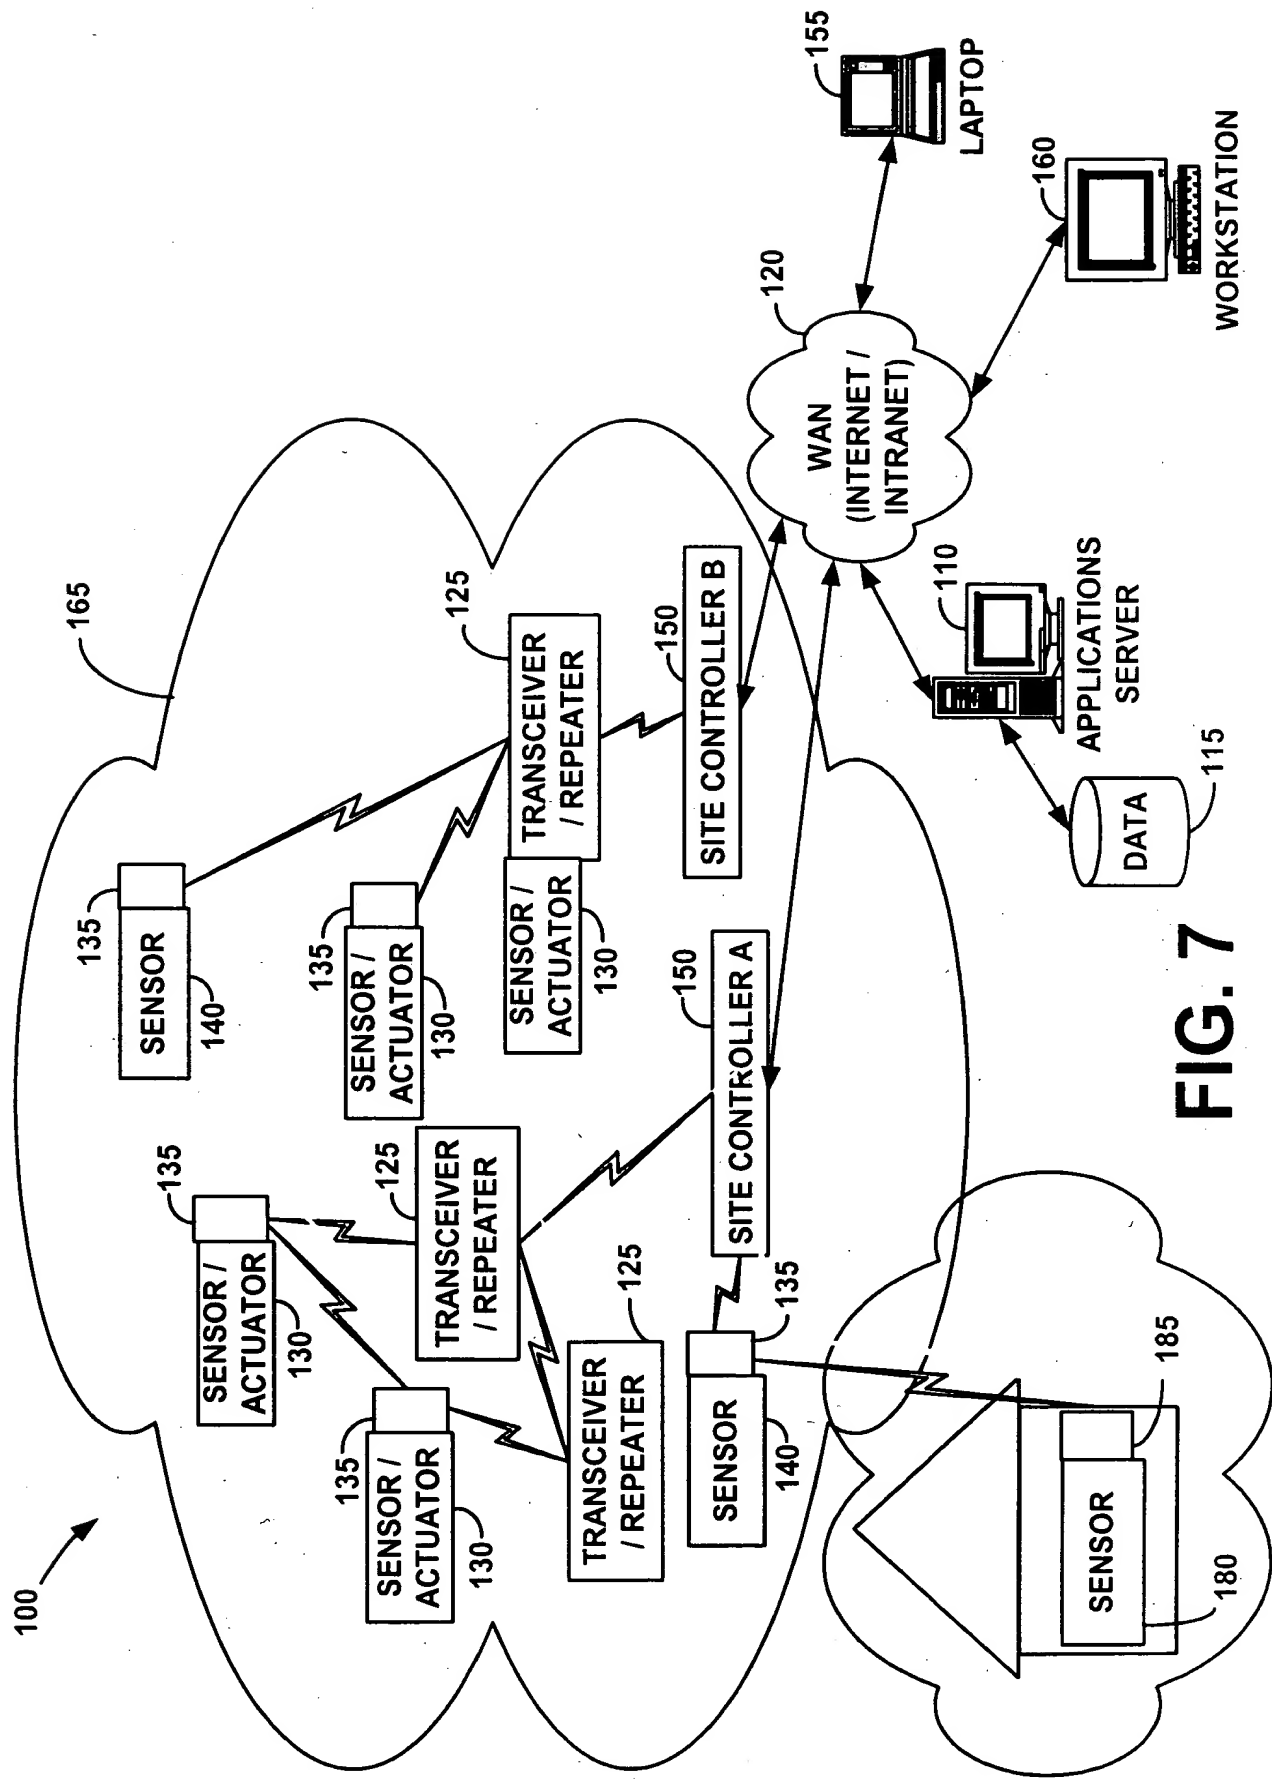 100
165
135
SENSOR
140
135
SENSOR /
ACTUATOR
130
125
TRANSCEIVER
/ REPEATER
SENSOR /
ACTUATOR
130
150
SITE CONTROLLER B
135
SENSOR /
ACTUATOR
130
125
TRANSCEIVER
/ REPEATER
135
SENSOR /
ACTUATOR
130
TRANSCEIVER
/ REPEATER
125
150
SITE CONTROLLER A
135
SENSOR
140
185
SENSOR
180
120
WAN
(INTERNET /
INTRANET)
155
LAPTOP
160
WORKSTATION
110
APPLICATIONS
SERVER
DATA
115
FIG. 7